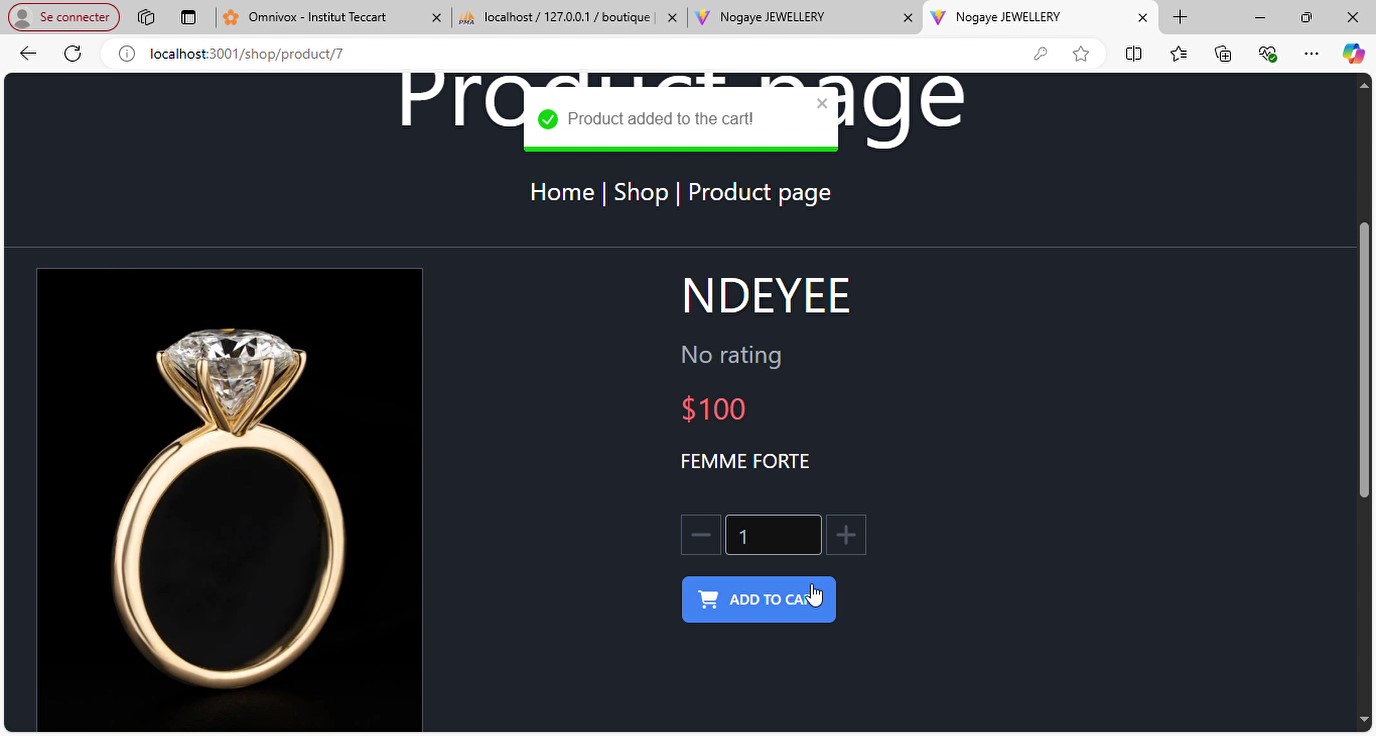 Se connecter
Omnivox - Institut Teccart
localhost / 127.0.0.1 / boutique |
Nogaye JEWELLERY
Nogaye JEWELLERY
localhost:3001/shop/product/7
Product page
Product added to the cart!
Home | Shop | Product page
NDEYEE
No rating
$100
FEMME FORTE
1
ADD TO